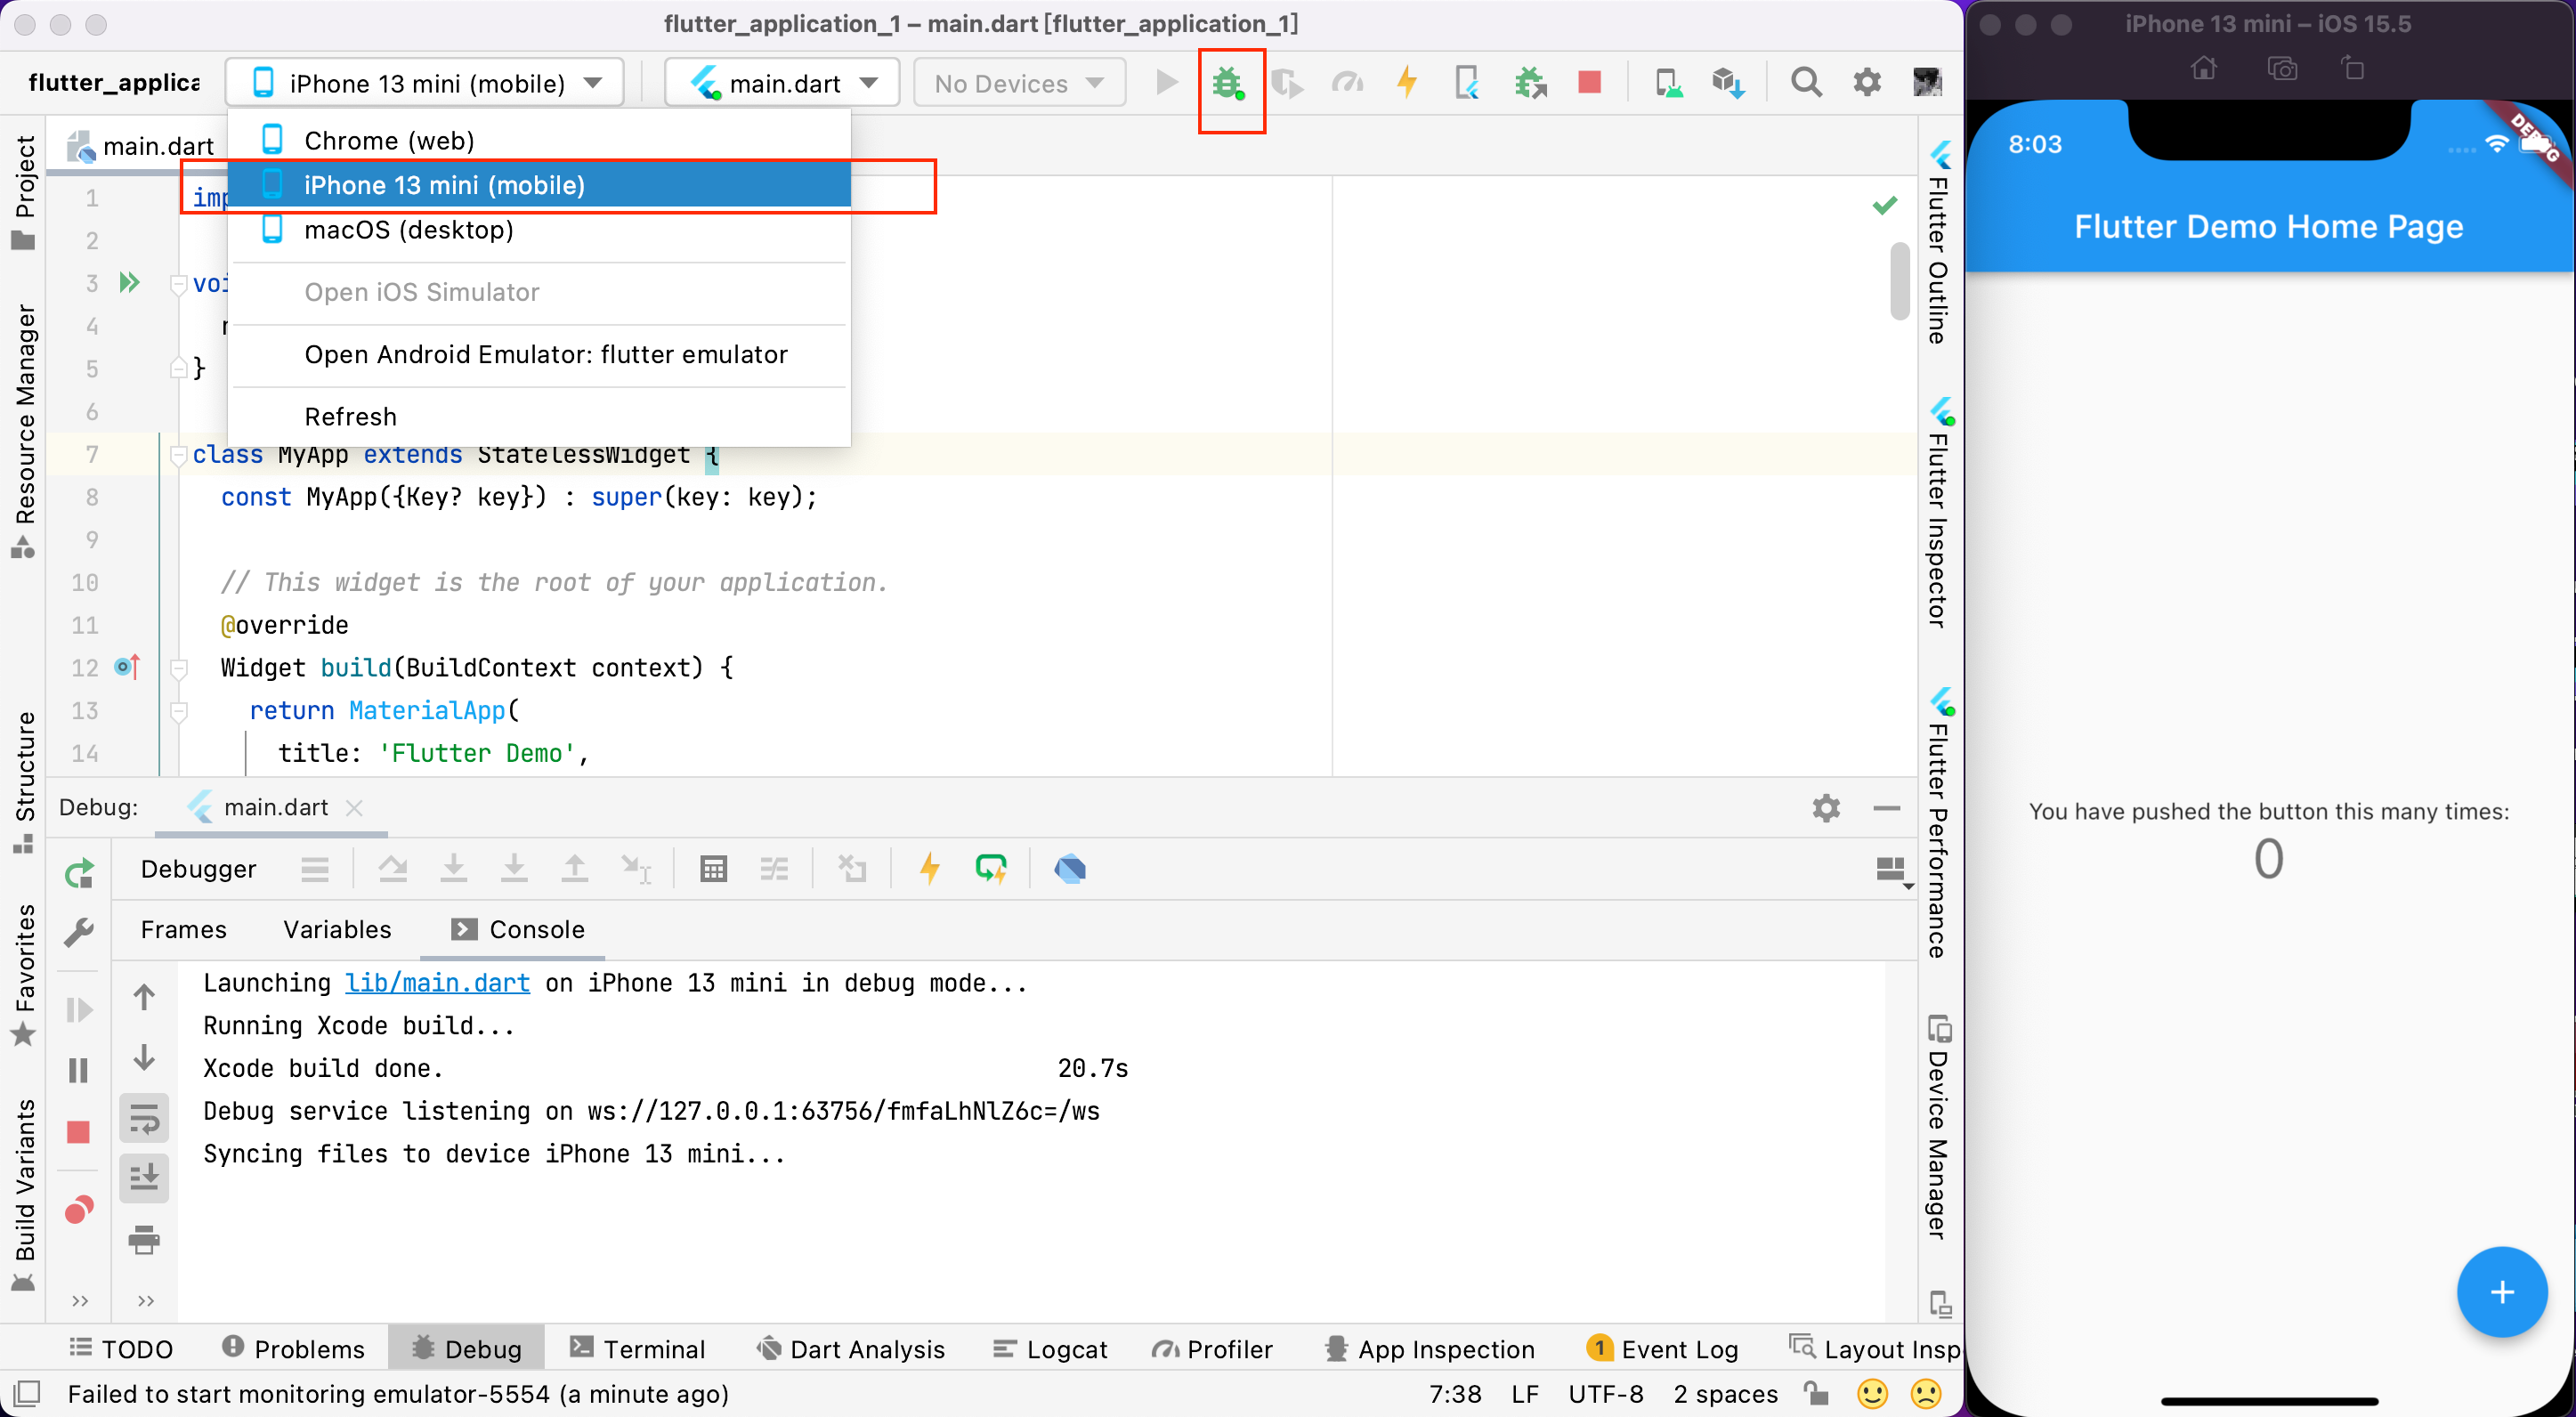 flutter_application_1 – main.dart [flutter_application_1]
flutter_applica
iPhone 13 mini (mobile)
main.dart
No Devices
main.dart
Chrome (web)
iPhone 13 mini (mobile)
macOS (desktop)
Open iOS Simulator
Open Android Emulator: flutter emulator
Refresh
1 imp
2
3 voi
4 r
5 }
6
7 class MyApp extends StatelessWidget {
8 const MyApp({Key? key}) : super(key: key);
9
10 // This widget is the root of your application.
11 @override
12 Widget build(BuildContext context) {
13 return MaterialApp(
14 title: 'Flutter Demo',
Project
Resource Manager
Structure
Favorites
Build Variants
Flutter Outline
Flutter Inspector
Flutter Performance
Device Manager
Debug:
main.dart
Debugger
Frames
Variables
Console
Launching lib/main.dart on iPhone 13 mini in debug mode...
Running Xcode build...
Xcode build done. 20.7s
Debug service listening on ws://127.0.0.1:63756/fmfaLhNlZ6c=/ws
Syncing files to device iPhone 13 mini...
TODO
Problems
Debug
Terminal
Dart Analysis
Logcat
Profiler
App Inspection
1 Event Log
Layout Insp
Failed to start monitoring emulator-5554 (a minute ago)
7:38
LF
UTF-8
2 spaces
iPhone 13 mini – iOS 15.5
8:03
DEBUG
Flutter Demo Home Page
You have pushed the button this many times:
0
+